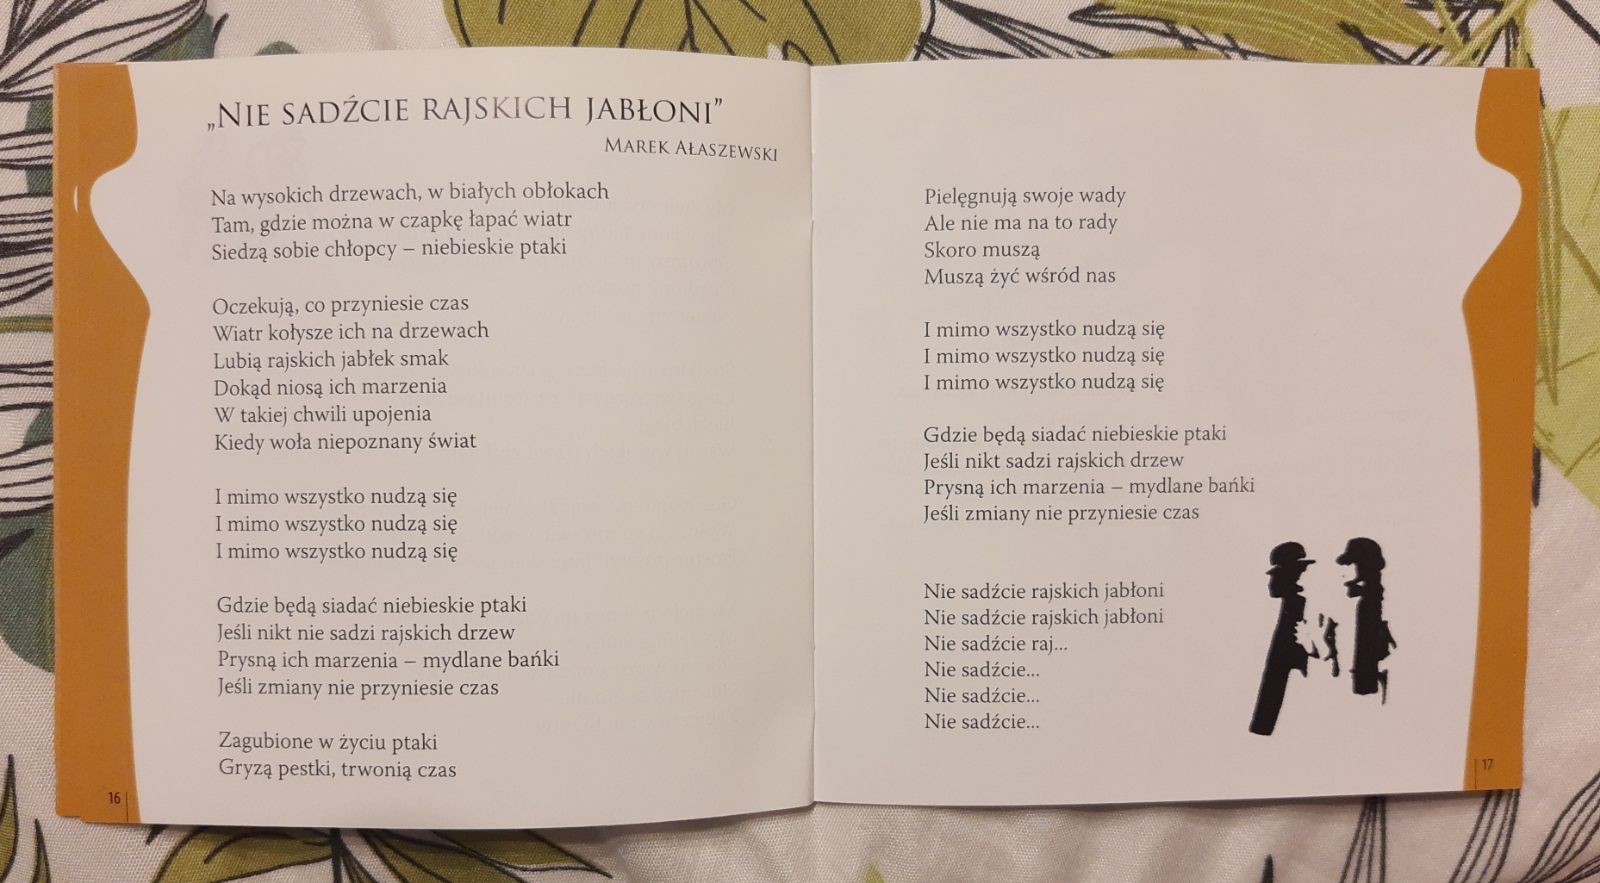 „NIE SADŹCIE RAJSKICH JABŁONI”
MAREK AŁASZEWSKI
Na wysokich drzewach, w białych obłokach
Tam, gdzie można w czapkę łapać wiatr
Siedzą sobie chłopcy – niebieskie ptaki
Oczekują, co przyniesie czas
Wiatr kołysze ich na drzewach
Lubią rajskich jabłek smak
Dokąd niosą ich marzenia
W takiej chwili upojenia
Kiedy woła niepoznany świat
I mimo wszystko nudzą się
I mimo wszystko nudzą się
I mimo wszystko nudzą się
Gdzie będą siadać niebieskie ptaki
Jeśli nikt nie sadzi rajskich drzew
Prysną ich marzenia – mydlane bańki
Jeśli zmiany nie przyniesie czas
Zagubione w życiu ptaki
Gryzą pestki, trwonią czas
16
Pielęgnują swoje wady
Ale nie ma na to rady
Skoro muszą
Muszą żyć wśród nas
I mimo wszystko nudzą się
I mimo wszystko nudzą się
I mimo wszystko nudzą się
Gdzie będą siadać niebieskie ptaki
Jeśli nikt sadzi rajskich drzew
Prysną ich marzenia – mydlane bańki
Jeśli zmiany nie przyniesie czas
Nie sadźcie rajskich jabłoni
Nie sadźcie rajskich jabłoni
Nie sadźcie raj...
Nie sadźcie...
Nie sadźcie...
Nie sadźcie...
17